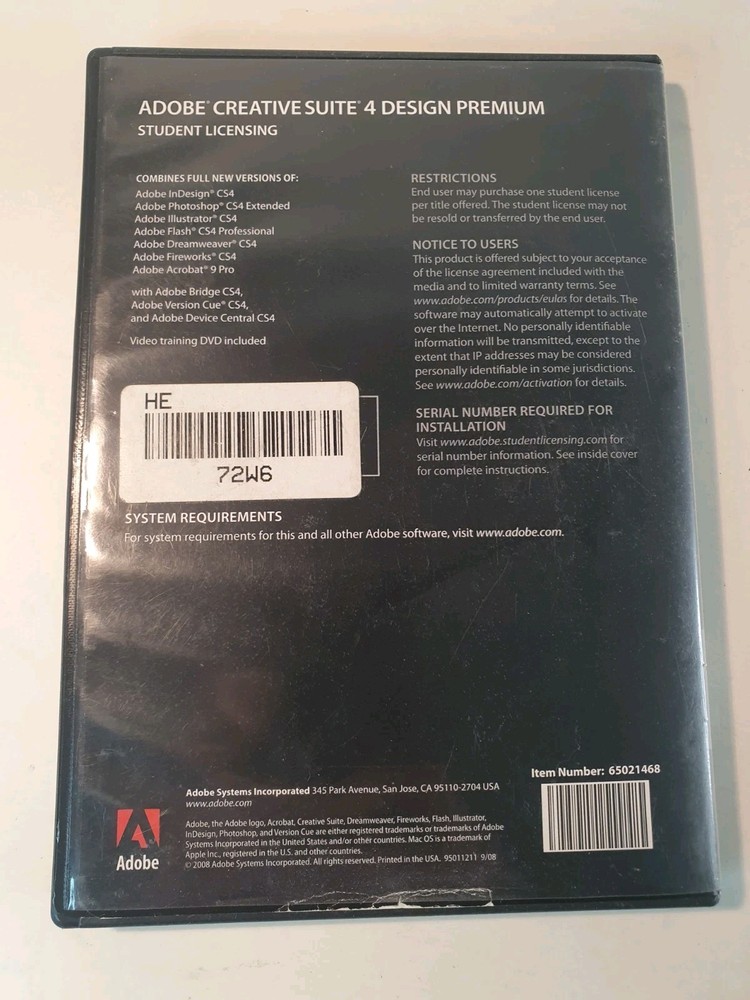 ADOBE® CREATIVE SUITE® 4 DESIGN PREMIUM
STUDENT LICENSING
COMBINES FULL NEW VERSIONS OF:
Adobe InDesign® CS4
Adobe Photoshop® CS4 Extended
Adobe Illustrator® CS4
Adobe Flash® CS4 Professional
Adobe Dreamweaver® CS4
Adobe Fireworks® CS4
Adobe Acrobat® 9 Pro
with Adobe Bridge CS4,
Adobe Version Cue® CS4,
and Adobe Device Central CS4
Video training DVD included
RESTRICTIONS
End user may purchase one student license
per title offered. The student license may not
be resold or transferred by the end user.
NOTICE TO USERS
This product is offered subject to your acceptance
of the license agreement included with the
media and to limited warranty terms. See
www.adobe.com/products/eulas for details. The
software may automatically attempt to activate
over the Internet. No personally identifiable
information will be transmitted, except to the
extent that IP addresses may be considered
personally identifiable in some jurisdictions.
See www.adobe.com/activation for details.
SERIAL NUMBER REQUIRED FOR
INSTALLATION
Visit www.adobe.studentlicensing.com for
serial number information. See inside cover
for complete instructions.
HE
72W6
SYSTEM REQUIREMENTS
For system requirements for this and all other Adobe software, visit www.adobe.com.
Item Number: 65021468
Adobe Systems Incorporated 345 Park Avenue, San Jose, CA 95110-2704 USA
www.adobe.com
Adobe, the Adobe logo, Acrobat, Creative Suite, Dreamweaver, Fireworks, Flash, Illustrator,
InDesign, Photoshop, and Version Cue are either registered trademarks or trademarks of Adobe
Systems Incorporated in the United States and/or other countries. Mac OS is a trademark of
Apple Inc., registered in the U.S. and other countries.
© 2008 Adobe Systems Incorporated. All rights reserved. Printed in the USA. 95011211 9/08
Adobe